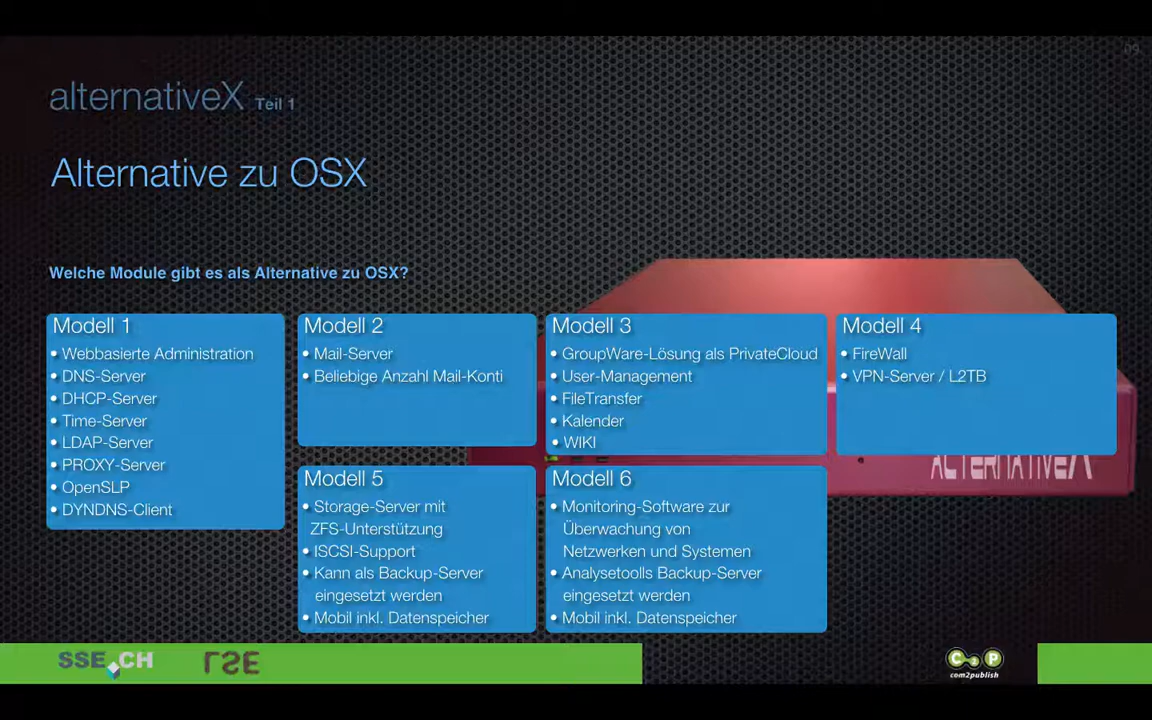 09
alternativeX Teil 1
Alternative zu OSX
Welche Module gibt es als Alternative zu OSX?
Modell 1
• Webbasierte Administration
• DNS-Server
• DHCP-Server
• Time-Server
• LDAP-Server
• PROXY-Server
• OpenSLP
• DYNDNS-Client
Modell 2
• Mail-Server
• Beliebige Anzahl Mail-Konti
Modell 3
• GroupWare-Lösung als PrivateCloud
• User-Management
• FileTransfer
• Kalender
• WIKI
Modell 4
• FireWall
• VPN-Server / L2TB
Modell 5
• Storage-Server mit
ZFS-Unterstützung
• ISCSI-Support
• Kann als Backup-Server
eingesetzt werden
• Mobil inkl. Datenspeicher
Modell 6
• Monitoring-Software zur
Überwachung von
Netzwerken und Systemen
• Analysetoolls Backup-Server
eingesetzt werden
• Mobil inkl. Datenspeicher
ALTERNATIVEX
SSE.CH
C2P
com2publish